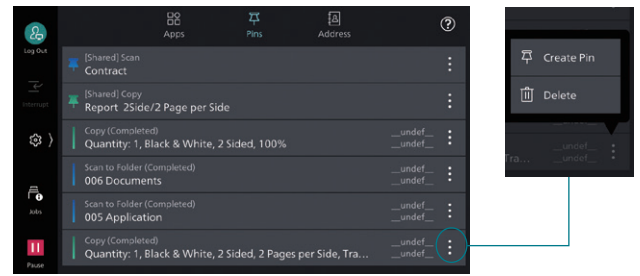 Apps
Pins
Address
?
Log Out
Interrupt
Jobs
Pause
[Shared] Scan
Contract
[Shared] Copy
Report 2Side/2 Page per Side
Copy (Completed)
Quantity: 1, Black & White, 2 Sided, 100%
__undef__
__undef__
Scan to Folder (Completed)
006 Documents
__undef__
__undef__
Scan to Folder (Completed)
005 Application
__undef__
__undef__
Copy (Completed)
Quantity: 1, Black & White, 2 Sided, 2 Pages per Side, Tra...
__undef__
__undef__
Create Pin
Delete
__undef__
Tra... __undef__